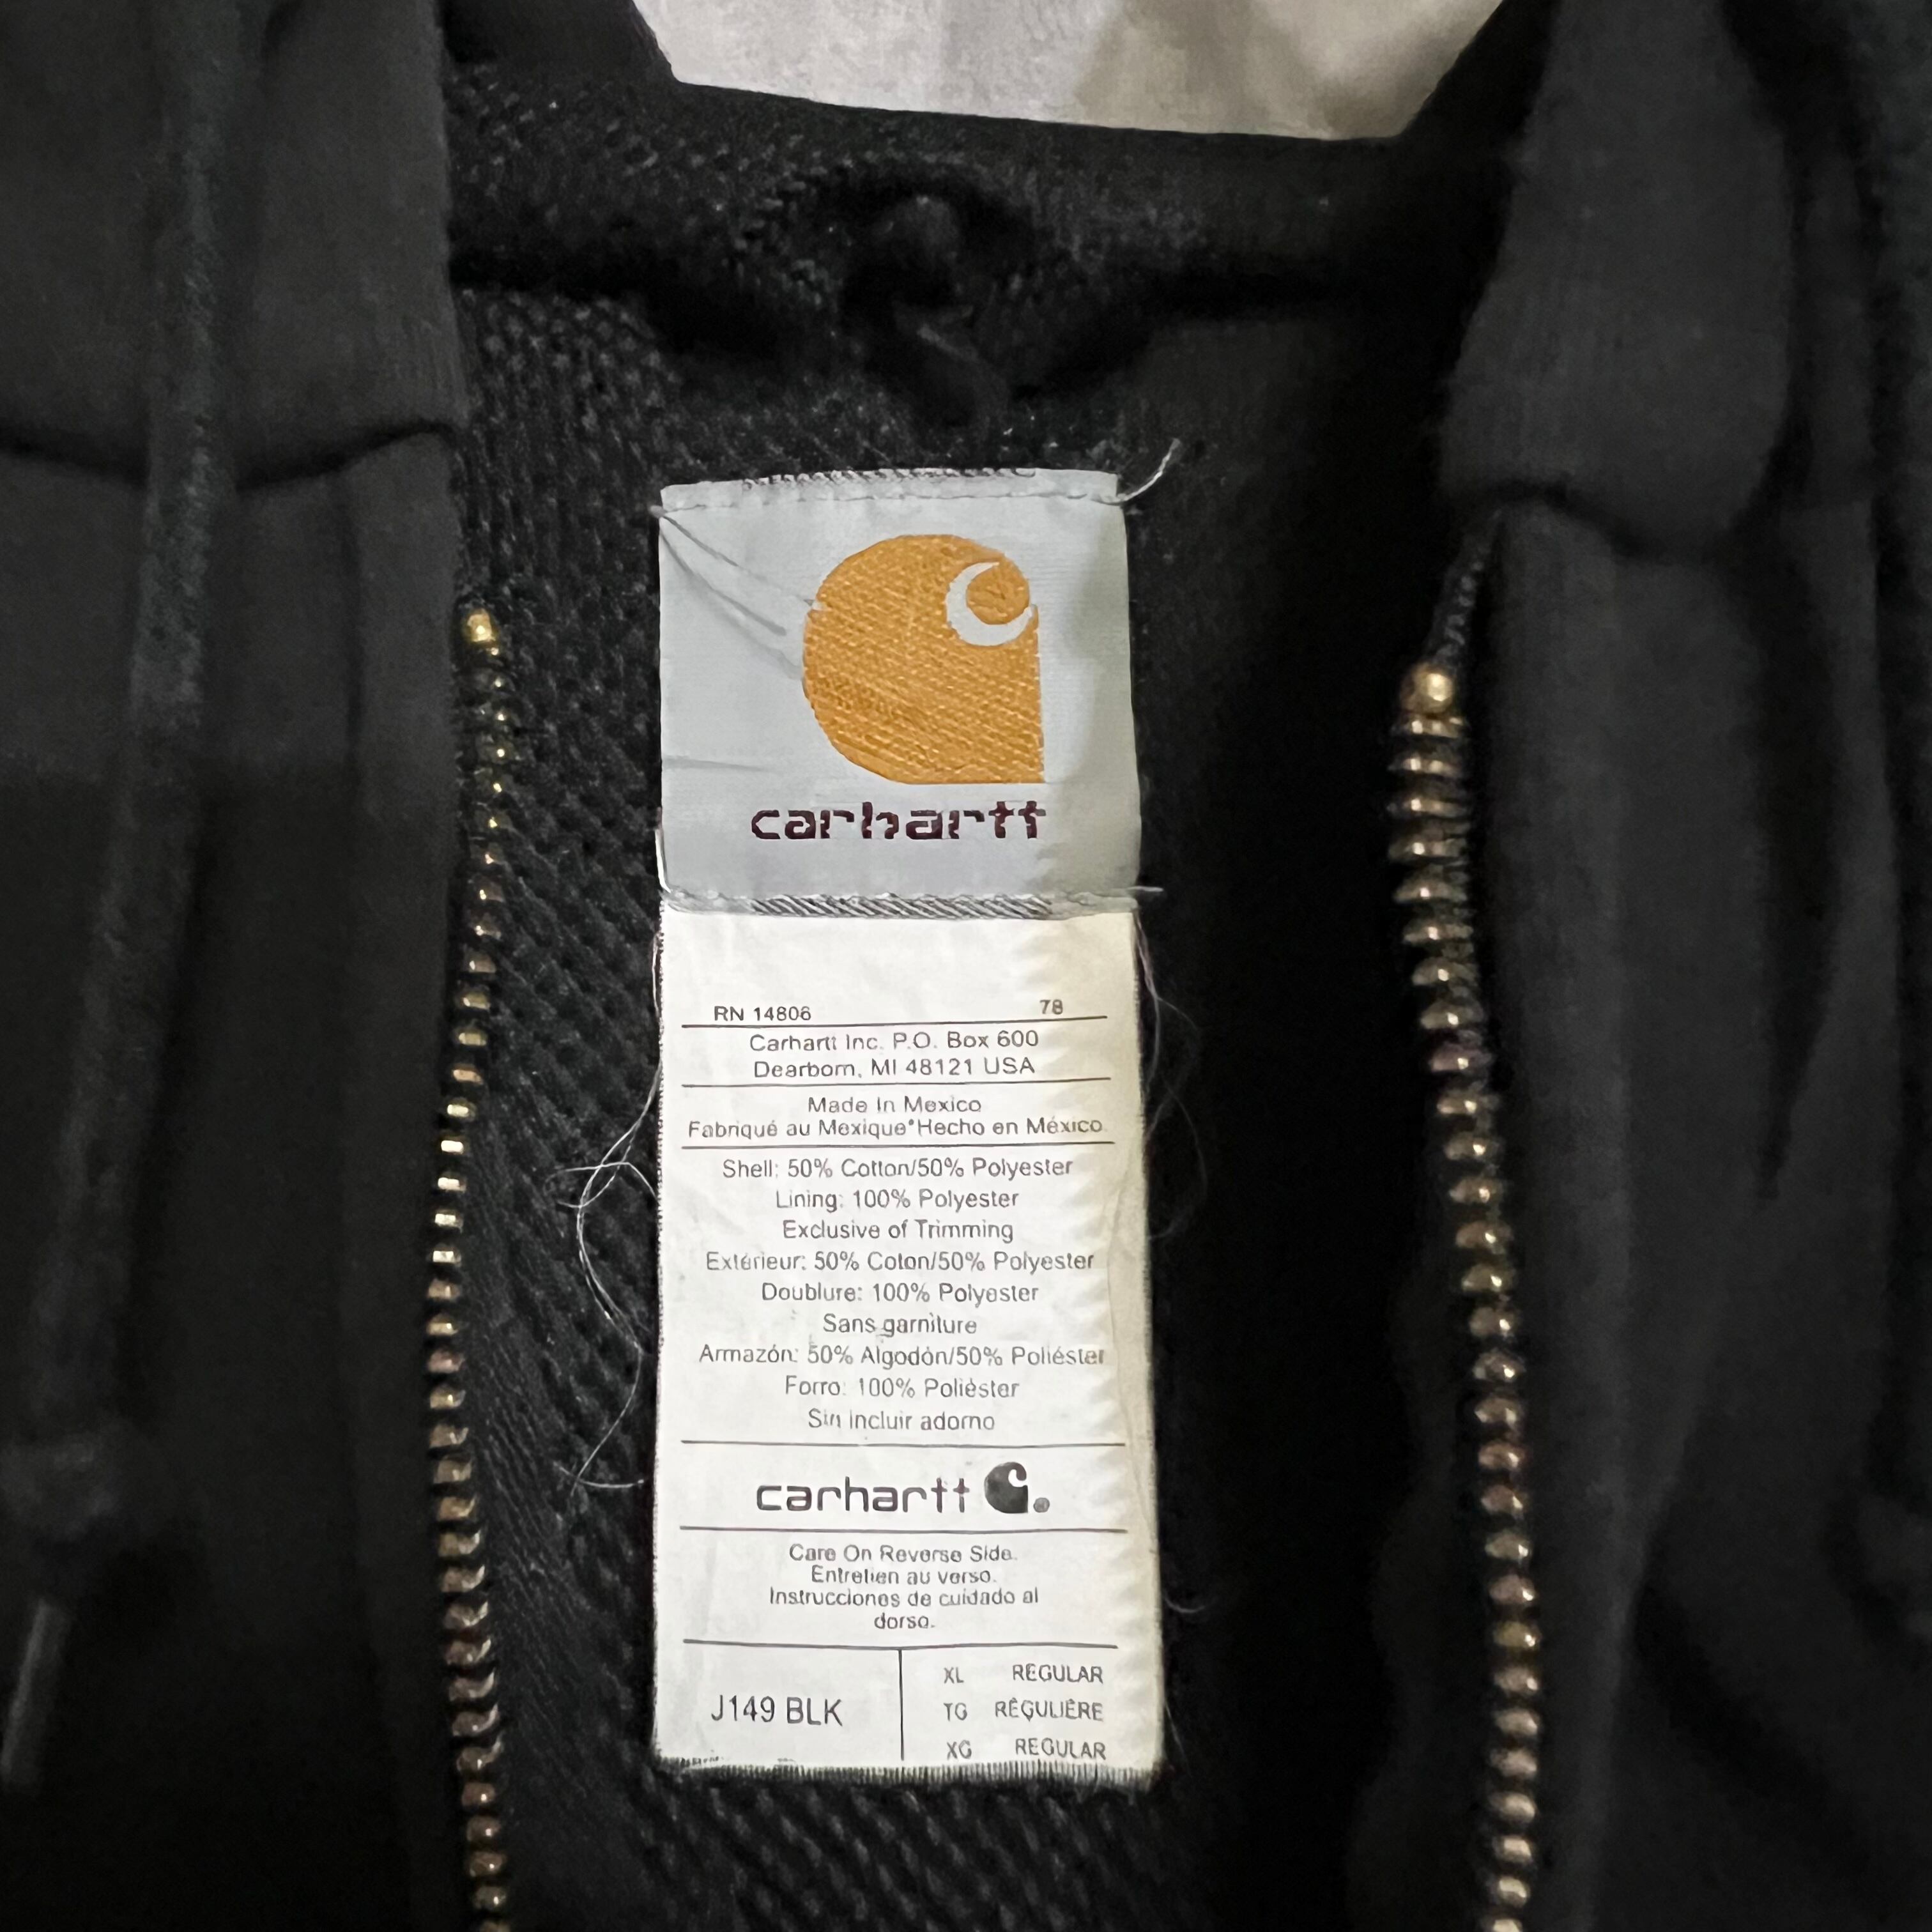 carhartt
RN 14806 78
Carhartt Inc. P.O. Box 600
Dearborn, MI 48121 USA
Made In Mexico
Fabriqué au Mexique*Hecho en México
Shell: 50% Cotton/50% Polyester
Lining: 100% Polyester
Exclusive of Trimming
Extérieur: 50% Coton/50% Polyester
Doublure: 100% Polyester
Sans garniture
Armazón: 50% Algodón/50% Poliéster
Forro: 100% Poliéster
Sin incluir adorno
carhartt ®
Care On Reverse Side.
Entretien au verso.
Instrucciones de cuidado al
dorso.
J149 BLK
XL REGULAR
TG RÉGULIÈRE
XG REGULAR